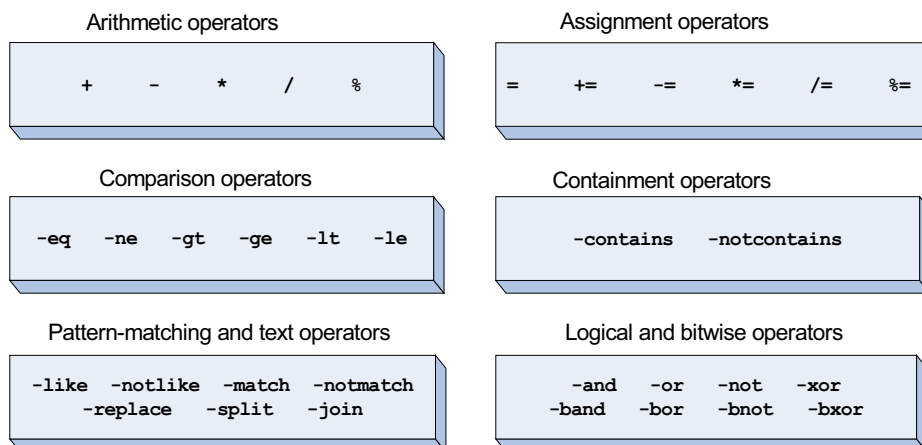 Arithmetic operators
+ - * / %
Assignment operators
= += -= *= /= %=
Comparison operators
-eq -ne -gt -ge -lt -le
Containment operators
-contains -notcontains
Pattern-matching and text operators
-like -notlike -match -notmatch
-replace -split -join
Logical and bitwise operators
-and -or -not -xor
-band -bor -bnot -bxor